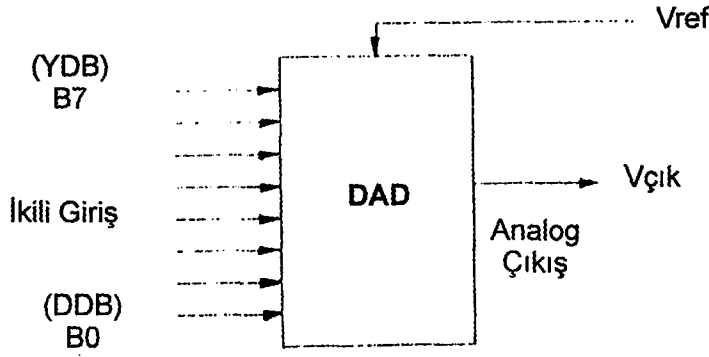 Vref
(YDB)
B7
İkili Giriş
DAD
Vçık
Analog
Çıkış
(DDB)
B0